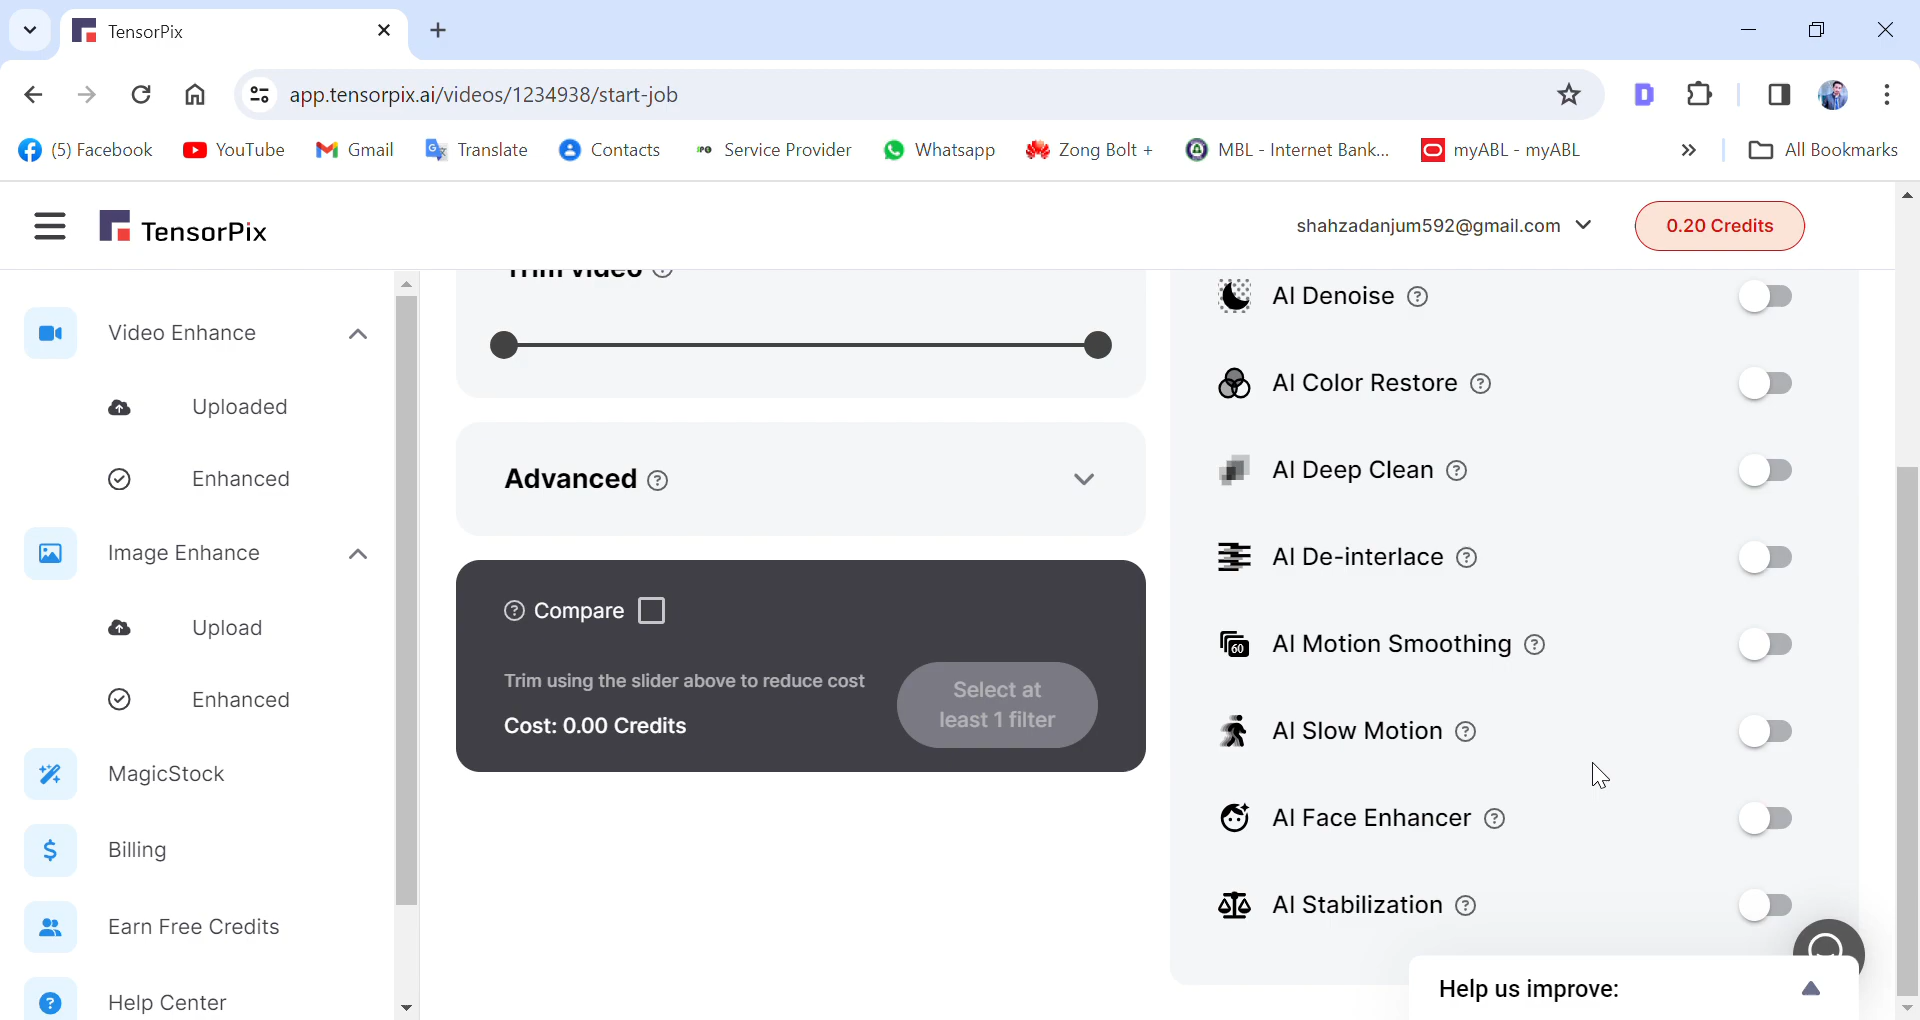 TensorPix
app.tensorpix.ai/videos/1234938/start-job
(5) Facebook
YouTube
Gmail
Translate
Contacts
Service Provider
Whatsapp
Zong Bolt +
MBL - Internet Bank...
myABL - myABL
All Bookmarks
TensorPix
shahzadanjum592@gmail.com
0.20 Credits
Video Enhance
Uploaded
Enhanced
Image Enhance
Upload
Enhanced
MagicStock
Billing
Earn Free Credits
Help Center
Trim Video
Advanced
Compare
Trim using the slider above to reduce cost
Cost: 0.00 Credits
Select at
least 1 filter
AI Denoise
AI Color Restore
AI Deep Clean
AI De-interlace
60
AI Motion Smoothing
AI Slow Motion
AI Face Enhancer
AI Stabilization
Help us improve: